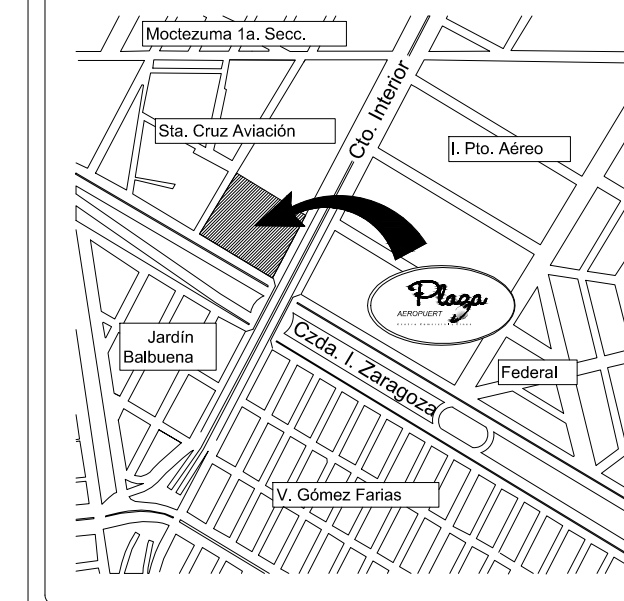 Moctezuma 1a. Secc.
Cto. Interior
Sta. Cruz Aviación
I. Pto. Aéreo
Plaza
AEROPUERT
Jardín
Balbuena
Czda. I. Zaragoza
Federal
V. Gómez Farias